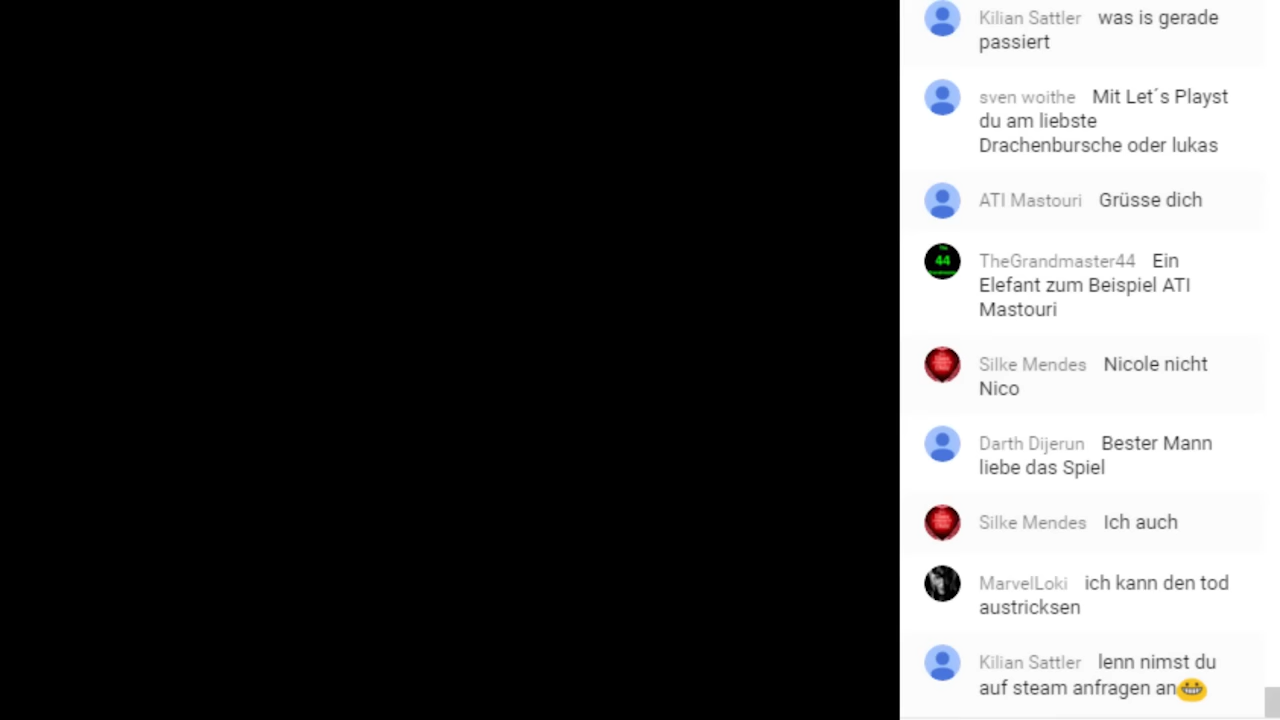 Kilian Sattler was is gerade
passiert
sven woithe Mit Let´s Playst
du am liebste
Drachenbursche oder lukas
ATI Mastouri Grüsse dich
44
TheGrandmaster44 Ein
Elefant zum Beispiel ATI
Mastouri
Silke Mendes Nicole nicht
Nico
Darth Dijerun Bester Mann
liebe das Spiel
Silke Mendes Ich auch
MarvelLoki ich kann den tod
austricksen
Kilian Sattler lenn nimst du
auf steam anfragen an😀